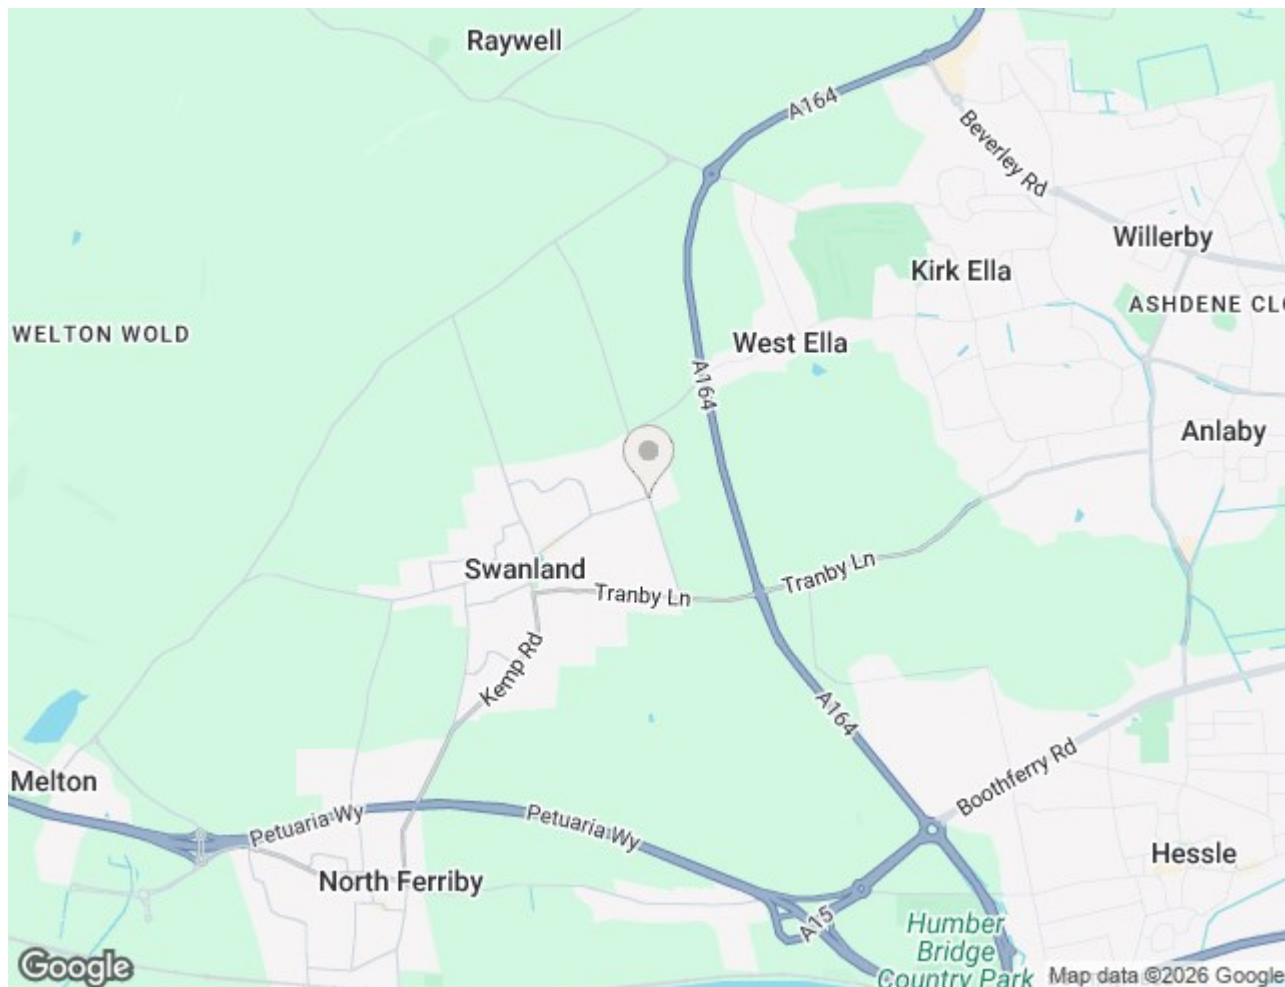 Raywell
A164
Beverley Rd
Willerby
Kirk Ella
ASHDENE CLO
WELTON WOLD
West Ella
A164
Anlaby
Swanland
Tranby Ln
Tranby Ln
Kemp Rd
A164
Melton
Boothferry Rd
Petuaria Wy
Petuaria Wy
Hessle
North Ferriby
A15
Humber
Bridge
Country Park
Google
Map data ©2026 Google